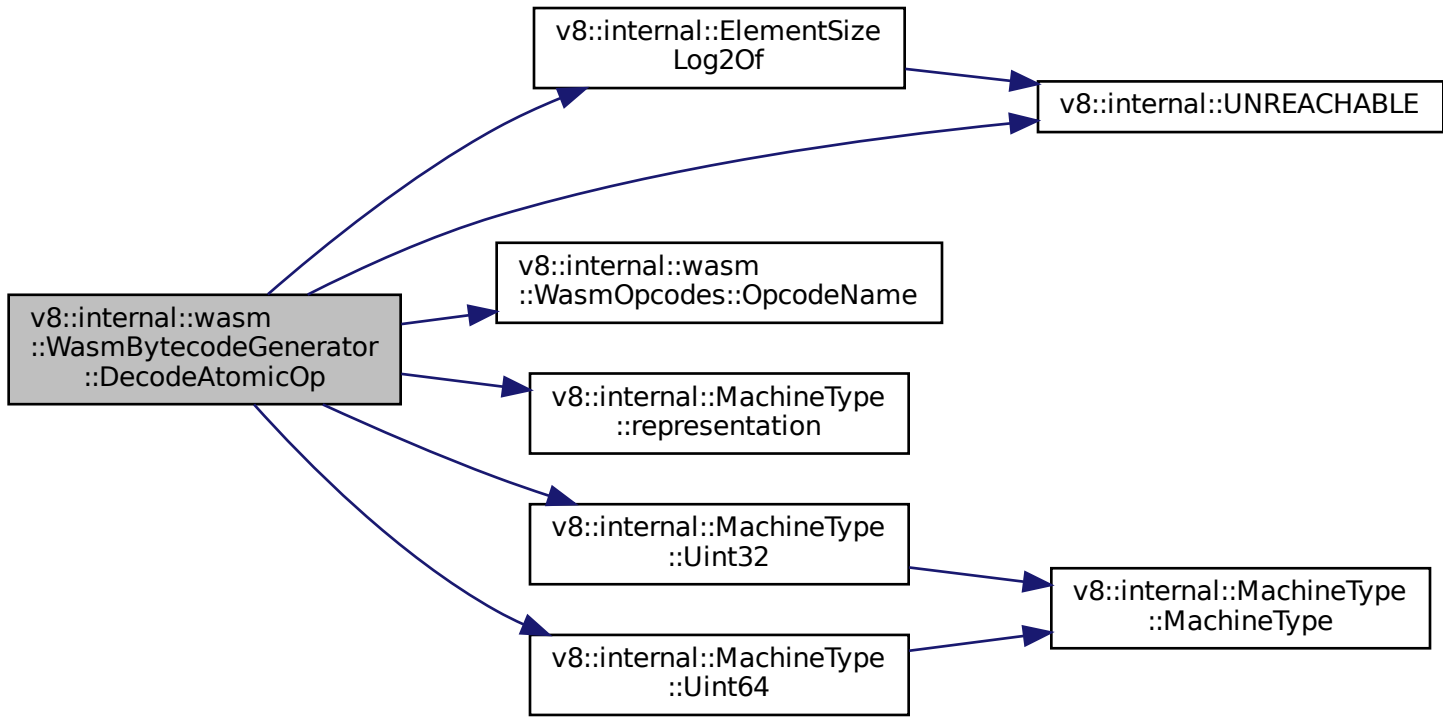 v8::internal::ElementSize
Log2Of
v8::internal::UNREACHABLE
v8::internal::wasm
::WasmOpcodes::OpcodeName
v8::internal::wasm
::WasmBytecodeGenerator
::DecodeAtomicOp
v8::internal::MachineType
::representation
v8::internal::MachineType
::Uint32
v8::internal::MachineType
::MachineType
v8::internal::MachineType
::Uint64